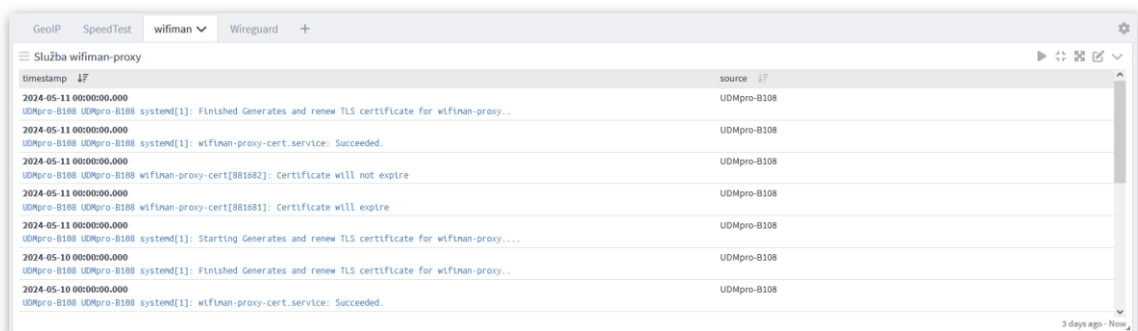 GeoIP SpeedTest wifiman Wireguard +
Služba wifiman-proxy
timestamp source
2024-05-11 00:00:00.000 UDMpro-B108
UDMpro-B108 UDMpro-B108 systemd[1]: Finished Generates and renew TLS certificate for wifiman-proxy..
2024-05-11 00:00:00.000 UDMpro-B108
UDMpro-B108 UDMpro-B108 systemd[1]: wifiman-proxy-cert.service: Succeeded.
2024-05-11 00:00:00.000 UDMpro-B108
UDMpro-B108 UDMpro-B108 wifiman-proxy-cert[881682]: Certificate will not expire
2024-05-11 00:00:00.000 UDMpro-B108
UDMpro-B108 UDMpro-B108 wifiman-proxy-cert[881681]: Certificate will expire
2024-05-11 00:00:00.000 UDMpro-B108
UDMpro-B108 UDMpro-B108 systemd[1]: Starting Generates and renew TLS certificate for wifiman-proxy....
2024-05-10 00:00:00.000 UDMpro-B108
UDMpro-B108 UDMpro-B108 systemd[1]: Finished Generates and renew TLS certificate for wifiman-proxy..
2024-05-10 00:00:00.000 UDMpro-B108
UDMpro-B108 UDMpro-B108 systemd[1]: wifiman-proxy-cert.service: Succeeded.
3 days ago - Now